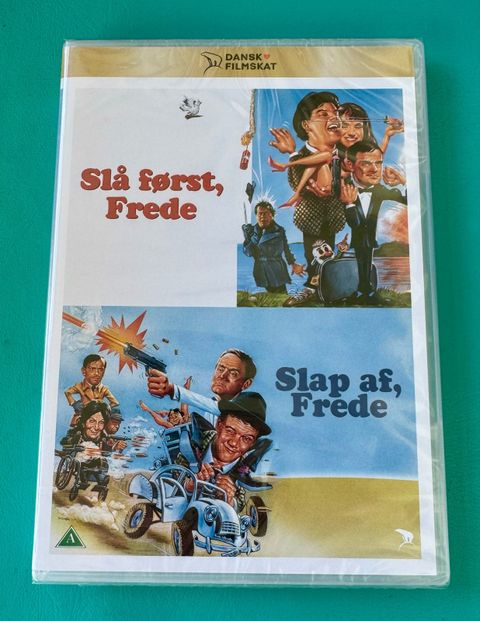 DANSK
FILMSKAT
Slå først,
Frede
Slap af,
Frede
A